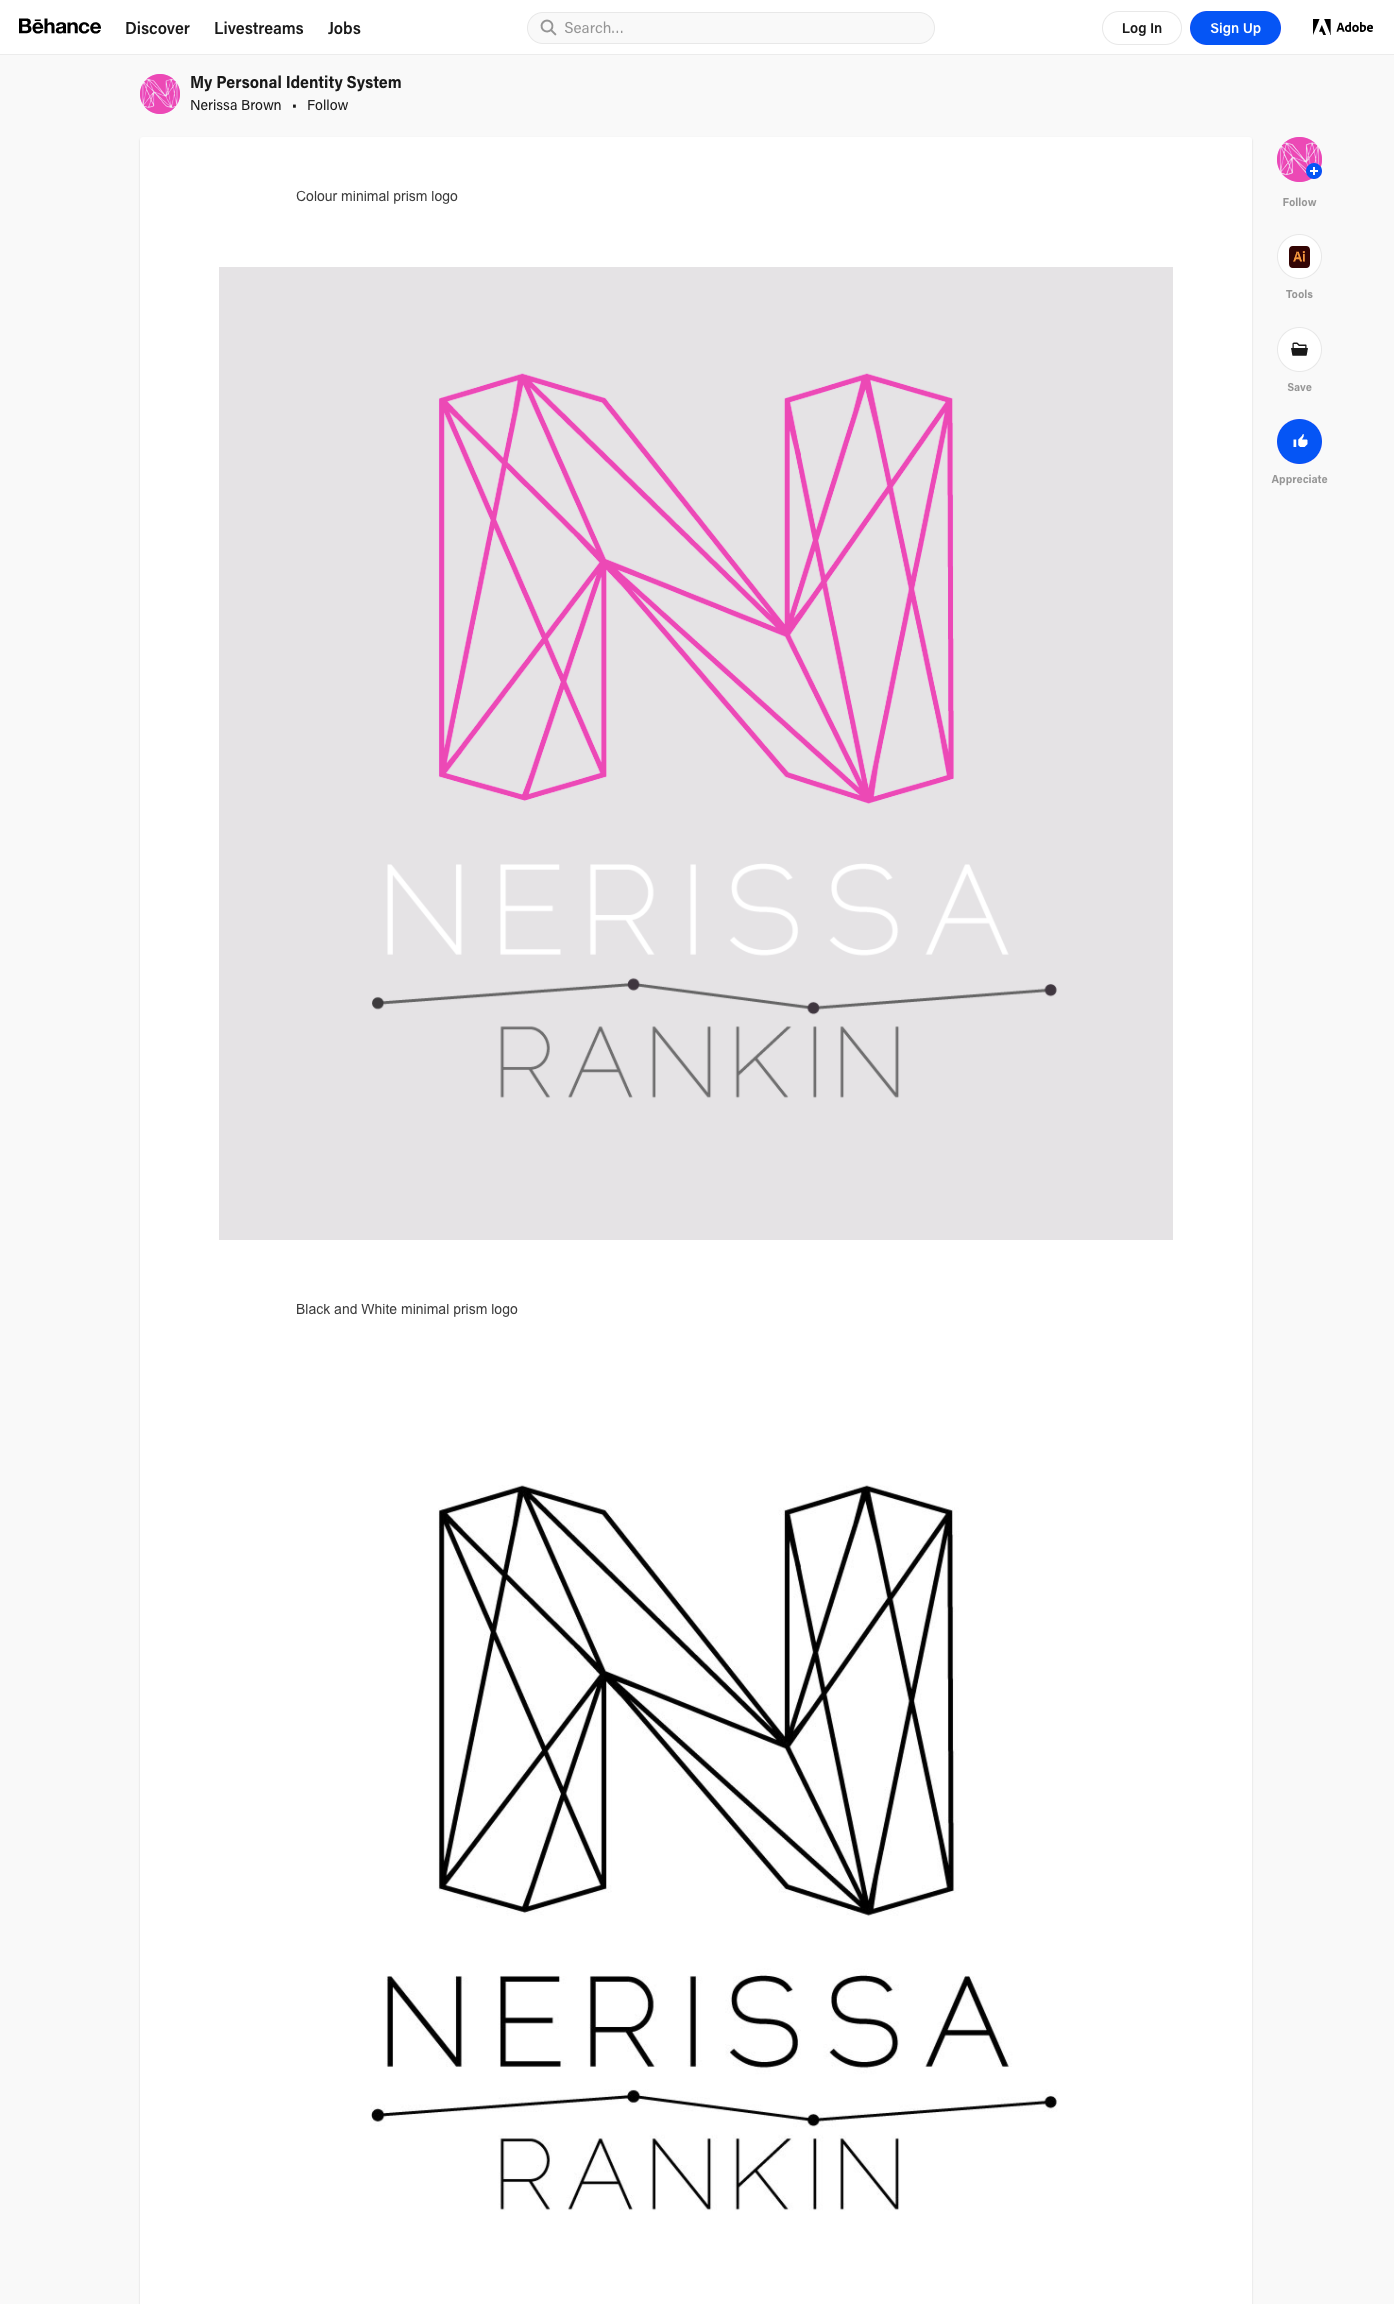 Bēhance Discover Livestreams Jobs Search... Log In Sign Up Adobe
My Personal Identity System
Nerissa Brown • Follow
Colour minimal prism logo
Follow
Ai
Tools
Save
Appreciate
N
NERISSA
RANKIN
Black and White minimal prism logo
N
NERISSA
RANKIN